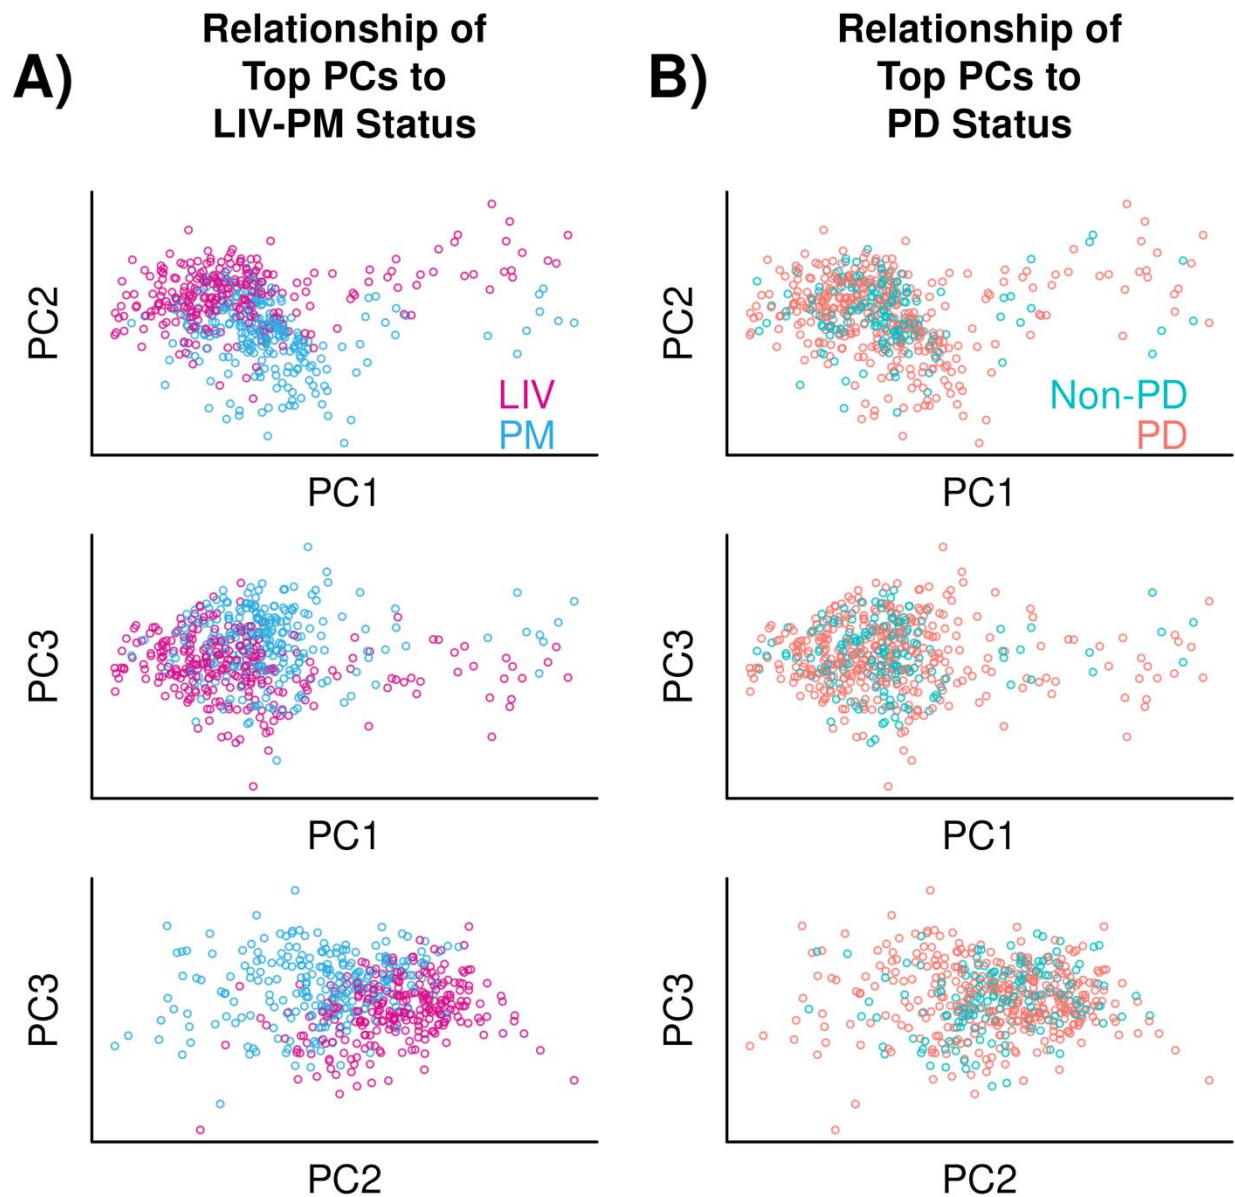 A)
Relationship of
Top PCs to
LIV-PM Status
PC2
LIV
PM
PC1
PC3
PC1
PC3
PC2
B)
Relationship of
Top PCs to
PD Status
PC2
Non-PD
PD
PC1
PC3
PC1
PC3
PC2